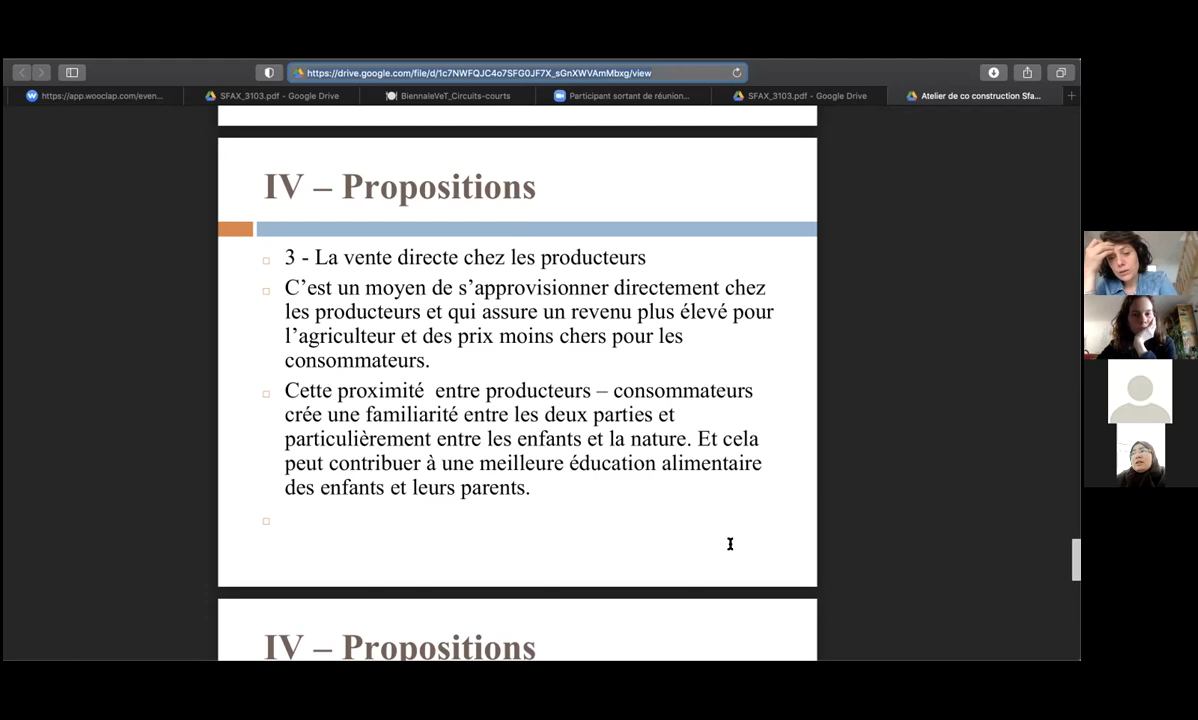 https://drive.google.com/file/d/1c7NWFQJC4o7SFG0JF7X_sGnXWVAmMbxg/view
https://app.wooclap.com/even...
SFAX_3103.pdf - Google Drive
BiennaleVeT_Circuits-courts
Participant sortant de réunion...
SFAX_3103.pdf - Google Drive
Atelier de co construction Sfa...
IV – Propositions
3 - La vente directe chez les producteurs
C’est un moyen de s’approvisionner directement chez
les producteurs et qui assure un revenu plus élevé pour
l’agriculteur et des prix moins chers pour les
consommateurs.
Cette proximité entre producteurs – consommateurs
crée une familiarité entre les deux parties et
particulièrement entre les enfants et la nature. Et cela
peut contribuer à une meilleure éducation alimentaire
des enfants et leurs parents.
IV – Propositions